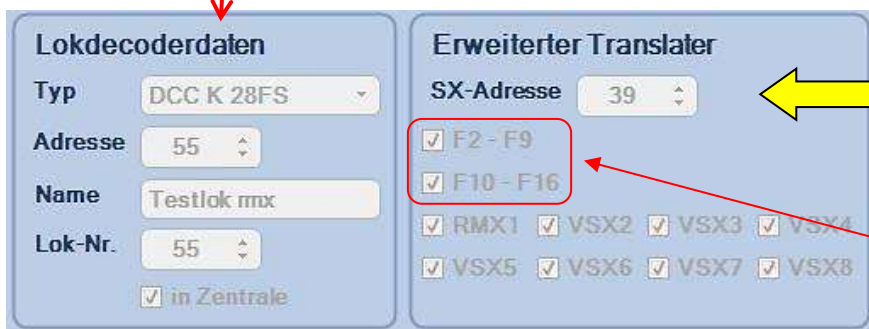 Lokdecoderdaten
Typ DCC K 28FS
Adresse 55
Name Testlok rmx
Lok-Nr. 55
in Zentrale
Erweiterter Translater
SX-Adresse 39
F2 - F9
F10 - F16
RMX1 VSX2 VSX3 VSX4
VSX5 VSX6 VSX7 VSX8